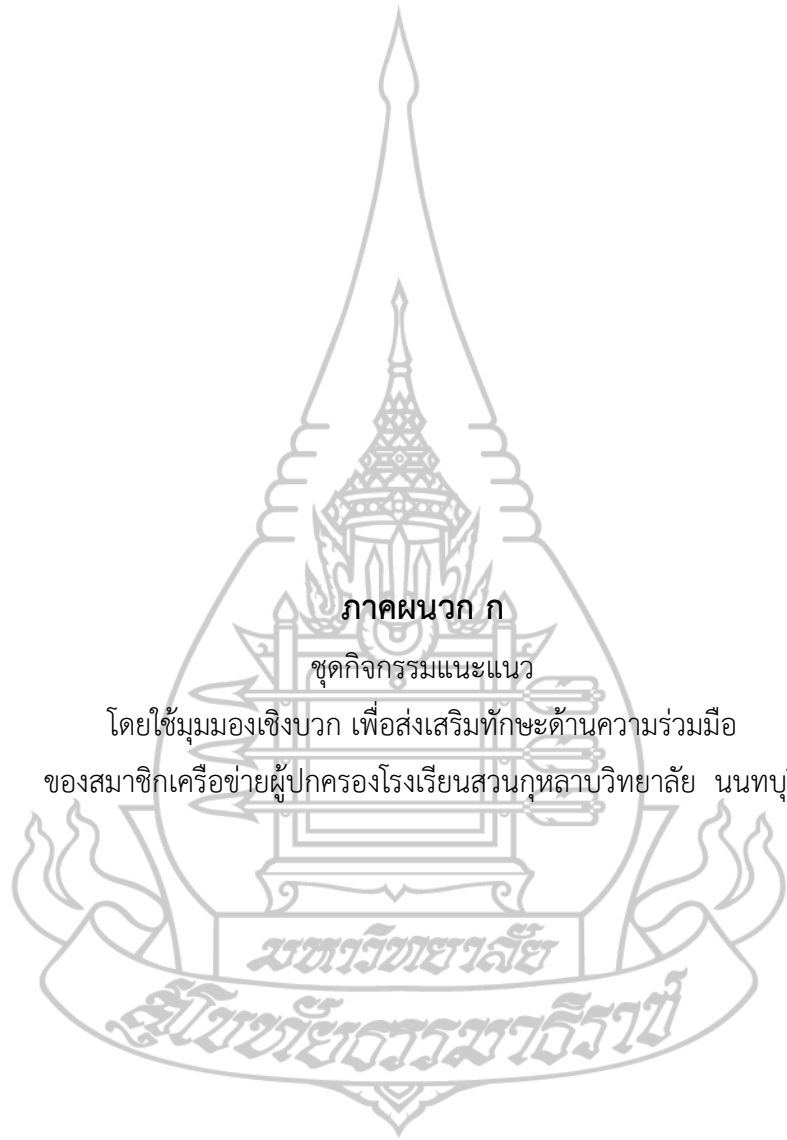 ภาคผนวก ก
ชุดกิจกรรมแนะแนว
โดยใช้มุมมองเชิงบวก เพื่อส่งเสริมทักษะด้านความร่วมมือ
ของสมาชิกเครือข่ายผู้ปกครองโรงเรียนสวนกุหลาบวิทยาลัย นนทบุ
มหาวิทยาลัย
สุโขทัยธรรมาธิราช